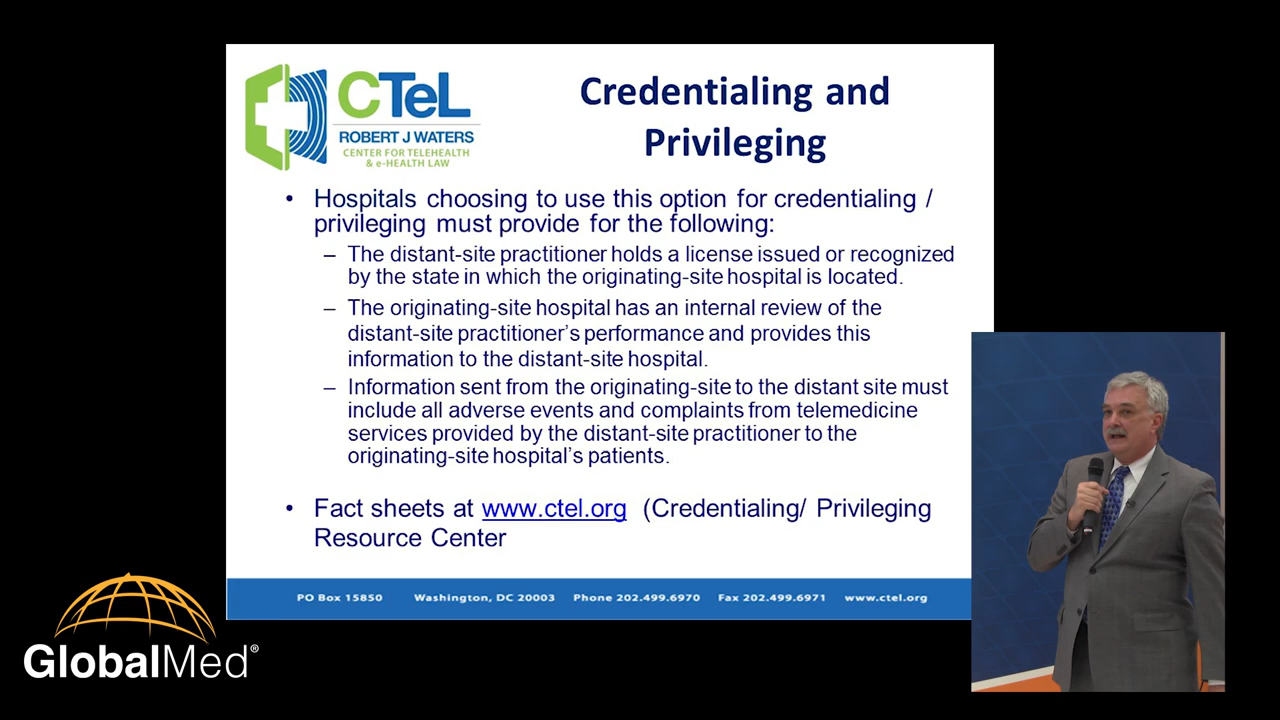 CTeL
ROBERT J WATERS
CENTER FOR TELEHEALTH
& e-HEALTH LAW
Credentialing and
Privileging
• Hospitals choosing to use this option for credentialing /
privileging must provide for the following:
– The distant-site practitioner holds a license issued or recognized
by the state in which the originating-site hospital is located.
– The originating-site hospital has an internal review of the
distant-site practitioner's performance and provides this
information to the distant-site hospital.
– Information sent from the originating-site to the distant site must
include all adverse events and complaints from telemedicine
services provided by the distant-site practitioner to the
originating-site hospital's patients.
• Fact sheets at www.ctel.org (Credentialing/ Privileging
Resource Center
PO Box 15850 Washington, DC 20003 Phone 202.499.6970 Fax 202.499.6971 www.ctel.org
GlobalMed®